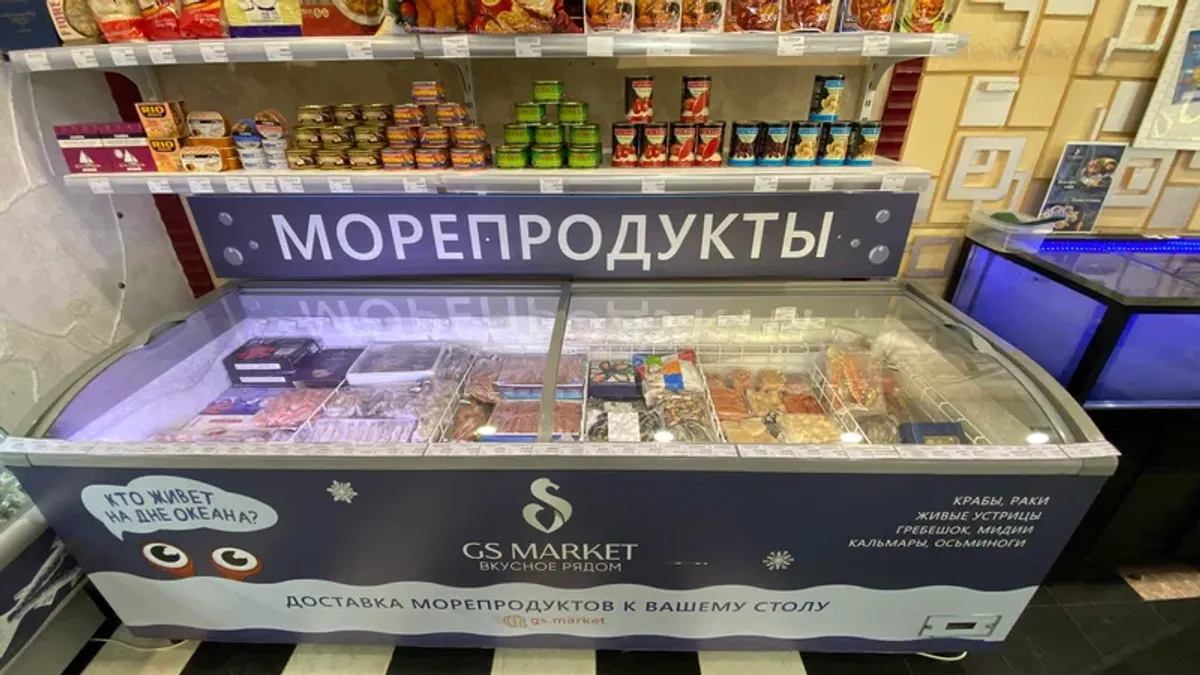 RIO
RIO
МОРЕПРОДУКТЫ
КТО ЖИВЕТ
НА ДНЕ ОКЕАНА?
GS MARKET
ВКУСНОЕ РЯДОМ
КРАБЫ, РАКИ
ЖИВЫЕ УСТРИЦЫ
ГРЕБЕШОК, МИДИИ
КАЛЬМАРЫ, ОСЬМИНОГИ
ДОСТАВКА МОРЕПРОДУКТОВ К ВАШЕМУ СТОЛУ
gs.market